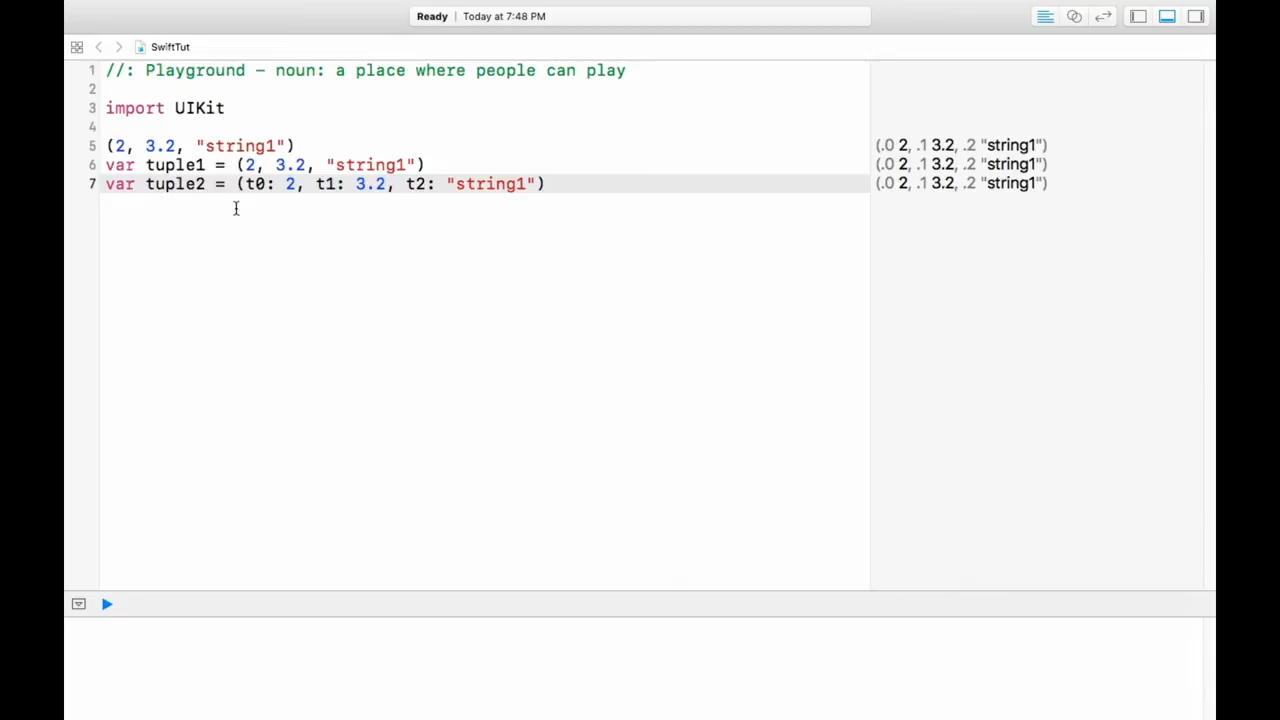 Ready | Today at 7:48 PM
SwiftTut
1 //: Playground - noun: a place where people can play
2
3 import UIKit
4
5 (2, 3.2, "string1") (.0 2, .1 3.2, .2 "string1")
6 var tuple1 = (2, 3.2, "string1") (.0 2, .1 3.2, .2 "string1")
7 var tuple2 = (t0: 2, t1: 3.2, t2: "string1") (.0 2, .1 3.2, .2 "string1")